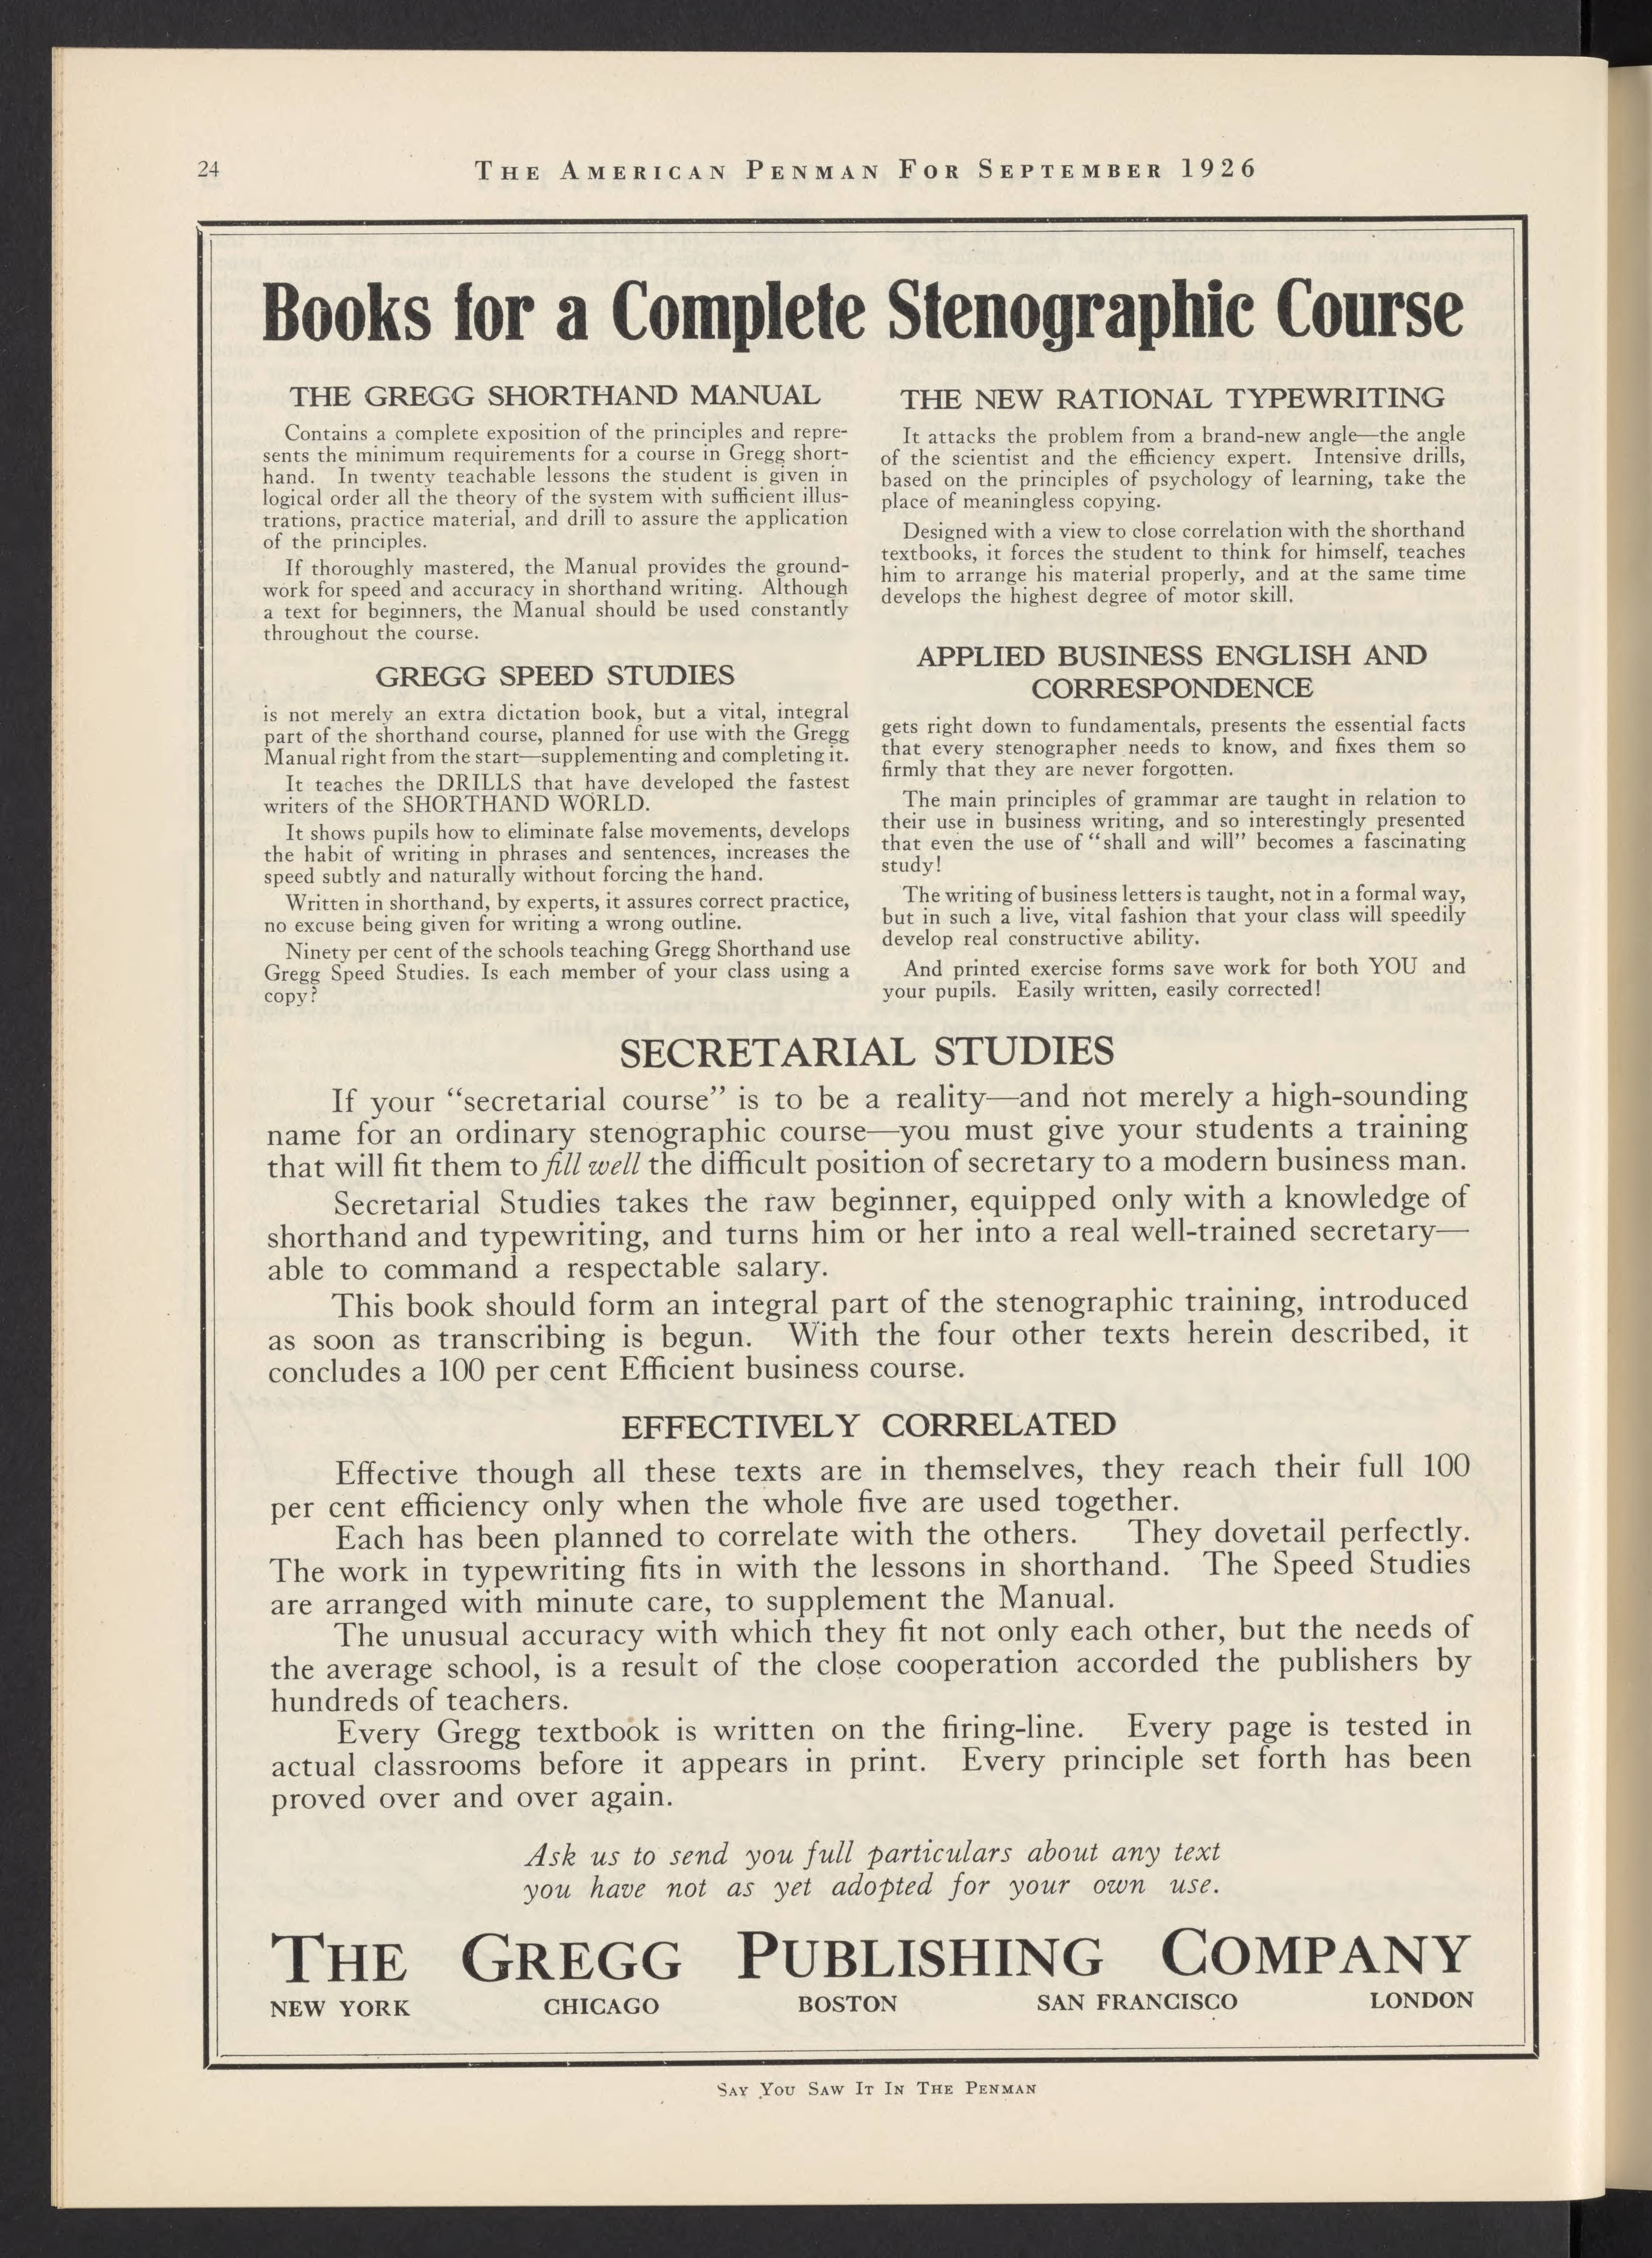 24
THE AMERICAN PENMAN FOR SEPTEMBER 1926
Books for a Complete Stenographic Course
THE GREGG SHORTHAND MANUAL
Contains a complete exposition of the principles and repre-
sents the minimum requirements for a course in Gregg short-
hand. In twenty teachable lessons the student is given in
logical order all the theory of the system with sufficient illus-
trations, practice material, and drill to assure the application
of the principles.
If thoroughly mastered, the Manual provides the ground-
work for speed and accuracy in shorthand writing. Although
a text for beginners, the Manual should be used constantly
throughout the course.
GREGG SPEED STUDIES
is not merely an extra dictation book, but a vital, integral
part of the shorthand course, planned for use with the Gregg
Manual right from the start—supplementing and completing it.
It teaches the DRILLS that have developed the fastest
writers of the SHORTHAND WORLD.
It shows pupils how to eliminate false movements, develops
the habit of writing in phrases and sentences, increases the
speed subtly and naturally without forcing the hand.
Written in shorthand, by experts, it assures correct practice,
no excuse being given for writing a wrong outline.
Ninety per cent of the schools teaching Gregg Shorthand use
Gregg Speed Studies. Is each member of your class using a
copy?
THE NEW RATIONAL TYPEWRITING
It attacks the problem from a brand-new angle—the angle
of the scientist and the efficiency expert. Intensive drills,
based on the principles of psychology of learning, take the
place of meaningless copying.
Designed with a view to close correlation with the shorthand
textbooks, it forces the student to think for himself, teaches
him to arrange his material properly, and at the same time
develops the highest degree of motor skill.
APPLIED BUSINESS ENGLISH AND
CORRESPONDENCE
gets right down to fundamentals, presents the essential facts
that every stenographer needs to know, and fixes them so
firmly that they are never forgotten.
The main principles of grammar are taught in relation to
their use in business writing, and so interestingly presented
that even the use of “shall and will” becomes a fascinating
study!
The writing of business letters is taught, not in a formal way,
but in such a live, vital fashion that your class will speedily
develop real constructive ability.
And printed exercise forms save work for both YOU and
your pupils. Easily written, easily corrected!
SECRETARIAL STUDIES
If your “secretarial course” is to be a reality—and not merely a high-sounding
name for an ordinary stenographic course—you must give your students a training
that will fit them to fill well the difficult position of secretary to a modern business man.
Secretarial Studies takes the raw beginner, equipped only with a knowledge of
shorthand and typewriting, and turns him or her into a real well-trained secretary—
able to command a respectable salary.
This book should form an integral part of the stenographic training, introduced
as soon as transcribing is begun. With the four other texts herein described, it
concludes a 100 per cent Efficient business course.
EFFECTIVELY CORRELATED
Effective though all these texts are in themselves, they reach their full 100
per cent efficiency only when the whole five are used together.
Each has been planned to correlate with the others. They dovetail perfectly.
The work in typewriting fits in with the lessons in shorthand. The Speed Studies
are arranged with minute care, to supplement the Manual.
The unusual accuracy with which they fit not only each other, but the needs of
the average school, is a result of the close cooperation accorded the publishers by
hundreds of teachers.
Every Gregg textbook is written on the firing-line. Every page is tested in
actual classrooms before it appears in print. Every principle set forth has been
proved over and over again.
Ask us to send you full particulars about any text
you have not as yet adopted for your own use.
THE GREGG PUBLISHING COMPANY
NEW YORK CHICAGO BOSTON SAN FRANCISCO LONDON
SAY YOU SAW IT IN THE PENMAN